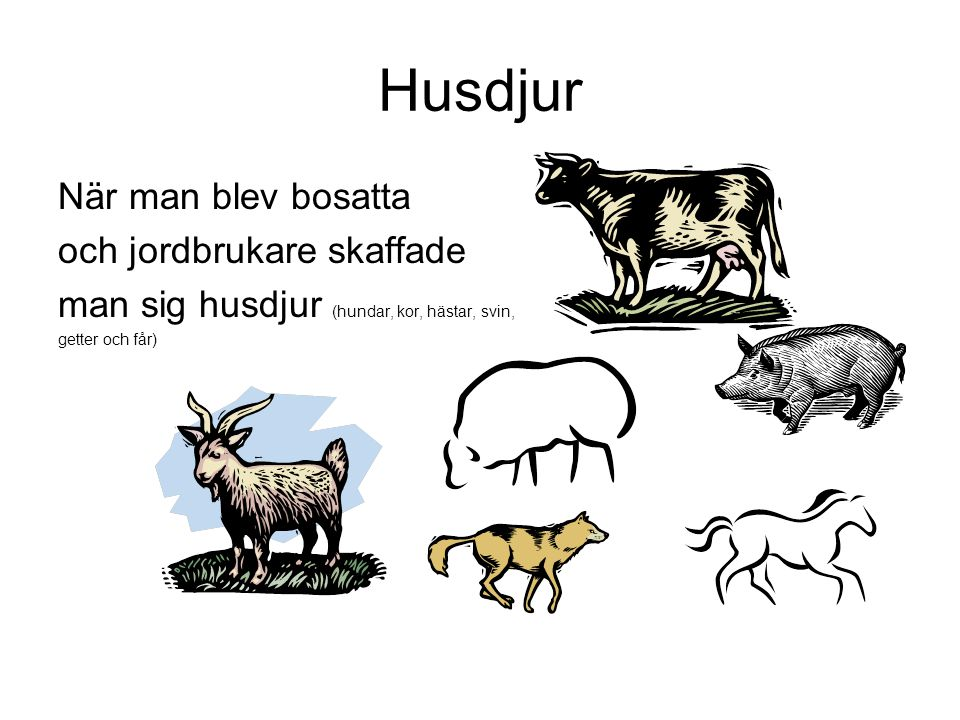 Husdjur
När man blev bosatta
och jordbrukare skaffade
man sig husdjur (hundar, kor, hästar, svin,
getter och får)